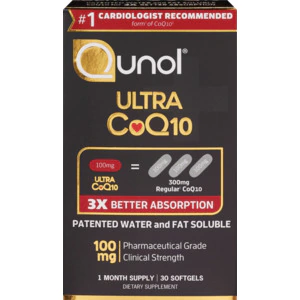 #1 CARDIOLOGIST RECOMMENDED
form† of CoQ10*
Qunol®
ULTRA
CoQ10
100mg
=
ULTRA
CoQ10
300mg
Regular CoQ10
3X BETTER ABSORPTION
PATENTED WATER and FAT SOLUBLE
100 mg
Pharmaceutical Grade
Clinical Strength
1 MONTH SUPPLY | 30 SOFTGELS
DIETARY SUPPLEMENT